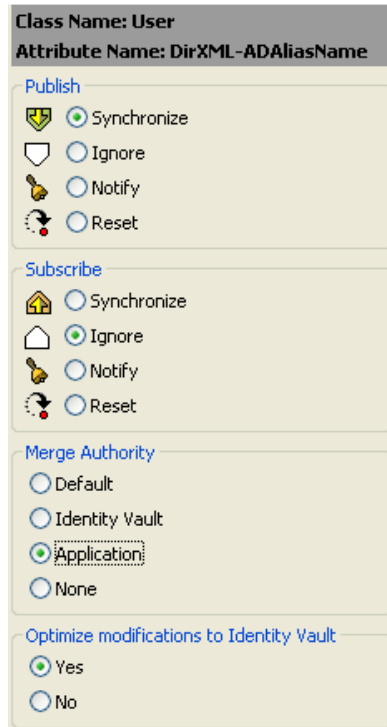 Class Name: User
Attribute Name: DirXML-ADAliasName
Publish
Synchronize
Ignore
Notify
Reset
Subscribe
Synchronize
Ignore
Notify
Reset
Merge Authority
Default
Identity Vault
Application
None
Optimize modifications to Identity Vault
Yes
No